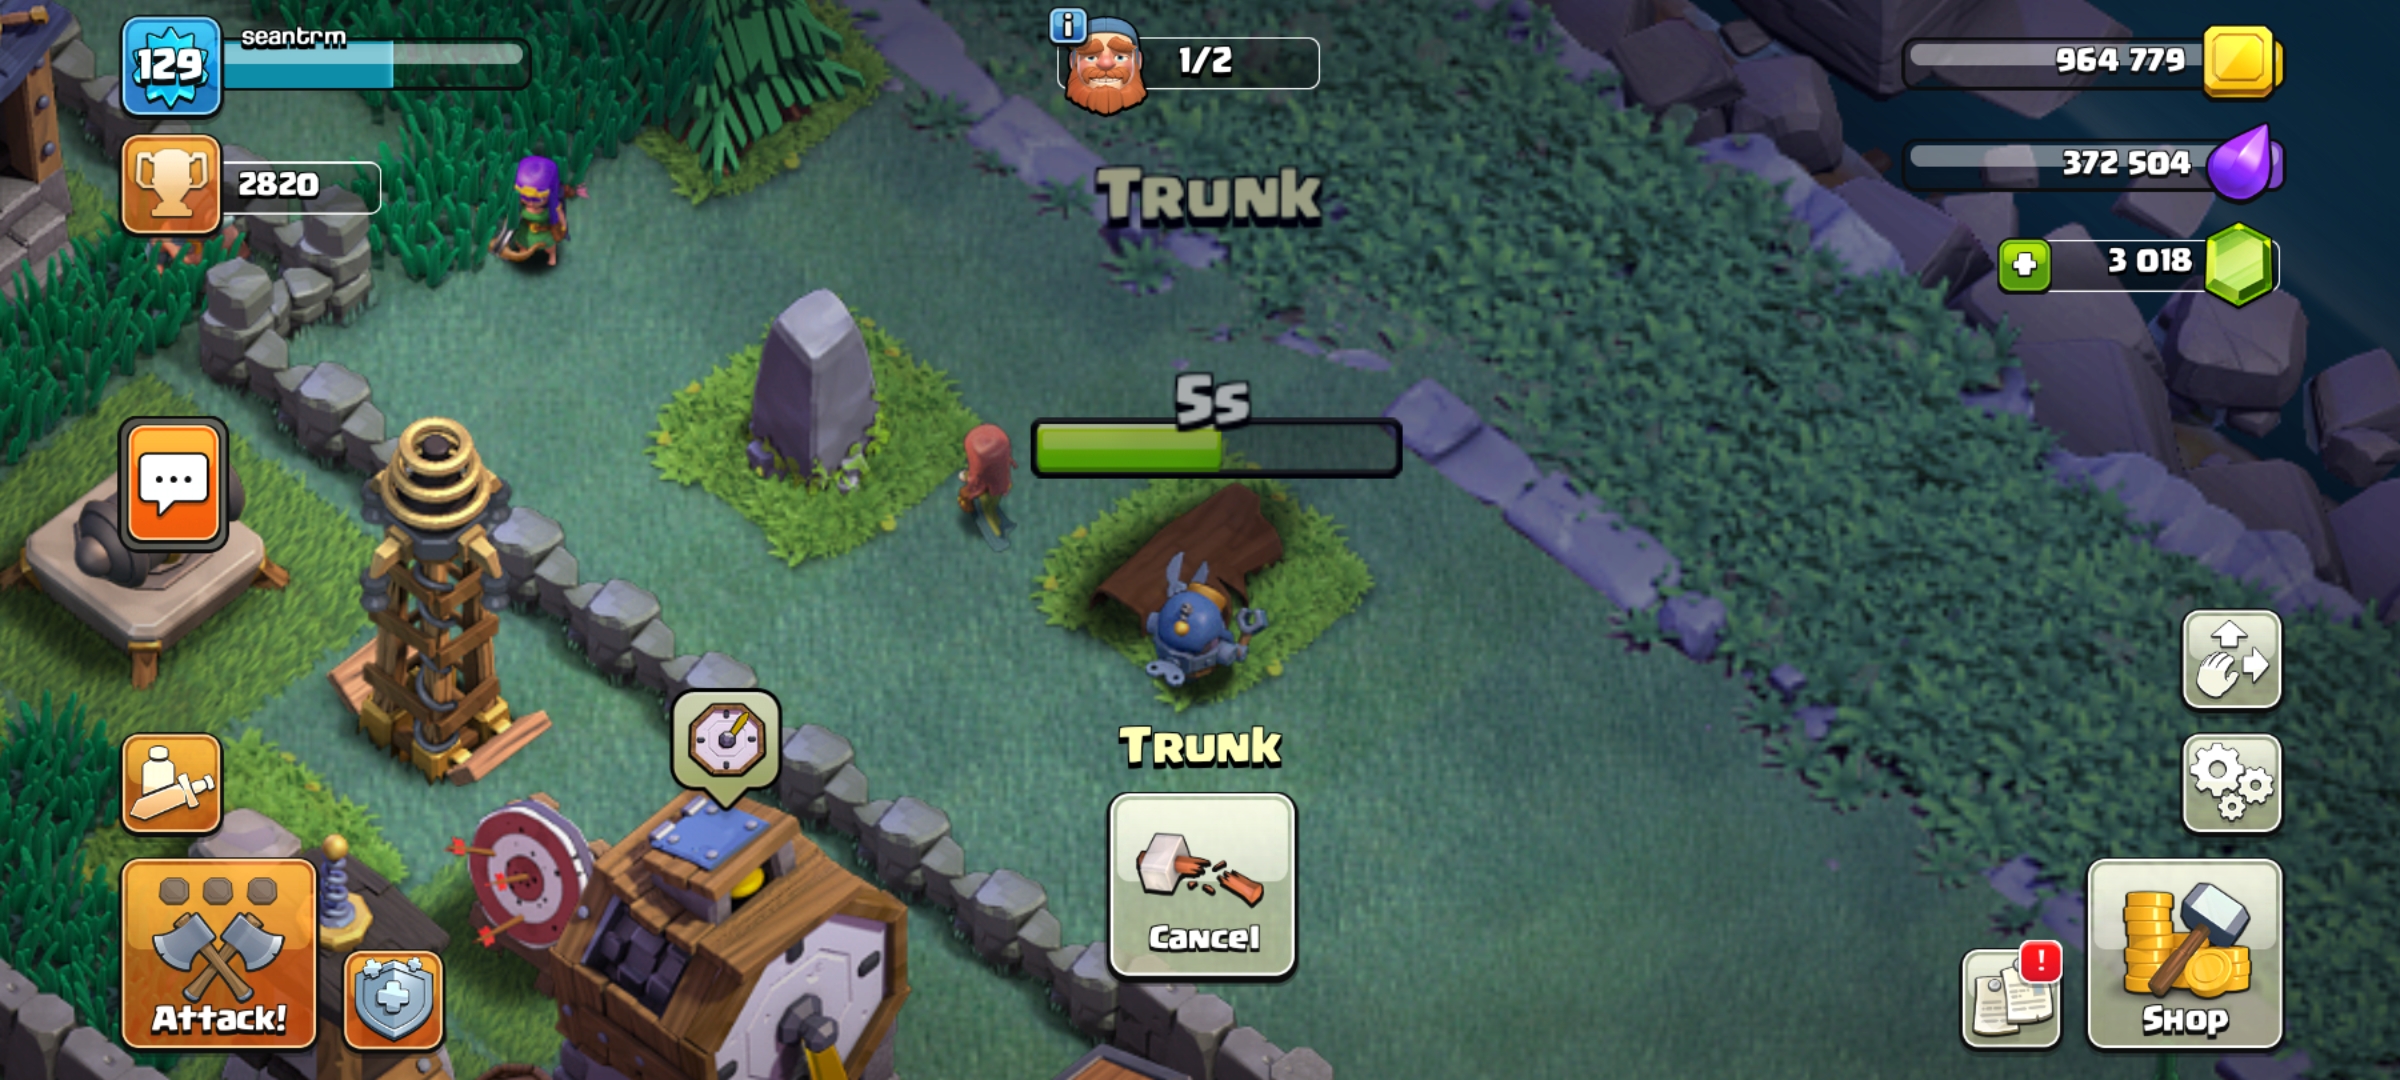 129
seantrm
1/2
964 779
2820
TRUNK
372 504
3 018
5s
TRUNK
Cancel
Attack!
!
Shop